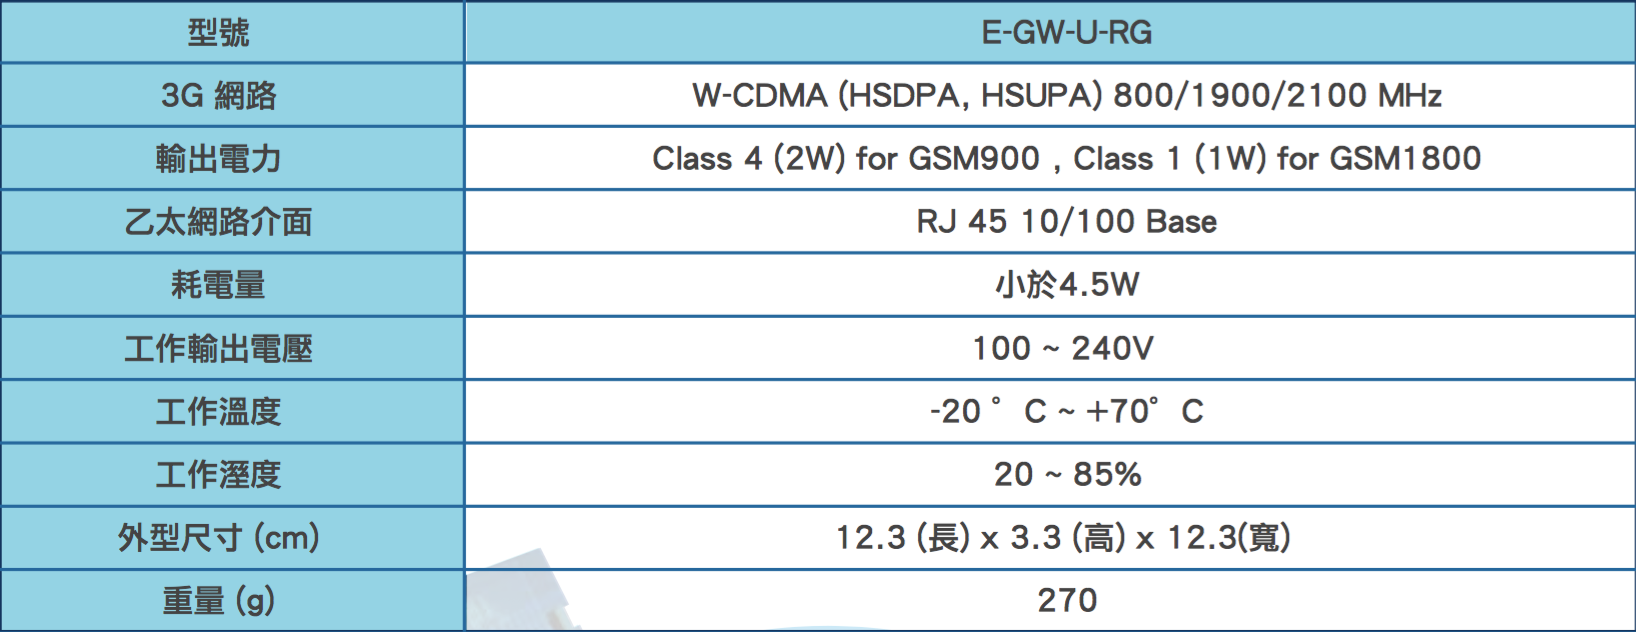 型號 E-GW-U-RG
3G 網路 W-CDMA (HSDPA, HSUPA) 800/1900/2100 MHz
輸出電力 Class 4 (2W) for GSM900 , Class 1 (1W) for GSM1800
乙太網路介面 RJ 45 10/100 Base
耗電量 小於4.5W
工作輸出電壓 100 ~ 240V
工作溫度 -20 ° C ~ +70° C
工作溼度 20 ~ 85%
外型尺寸 (cm) 12.3 (長) x 3.3 (高) x 12.3(寬)
重量 (g) 270